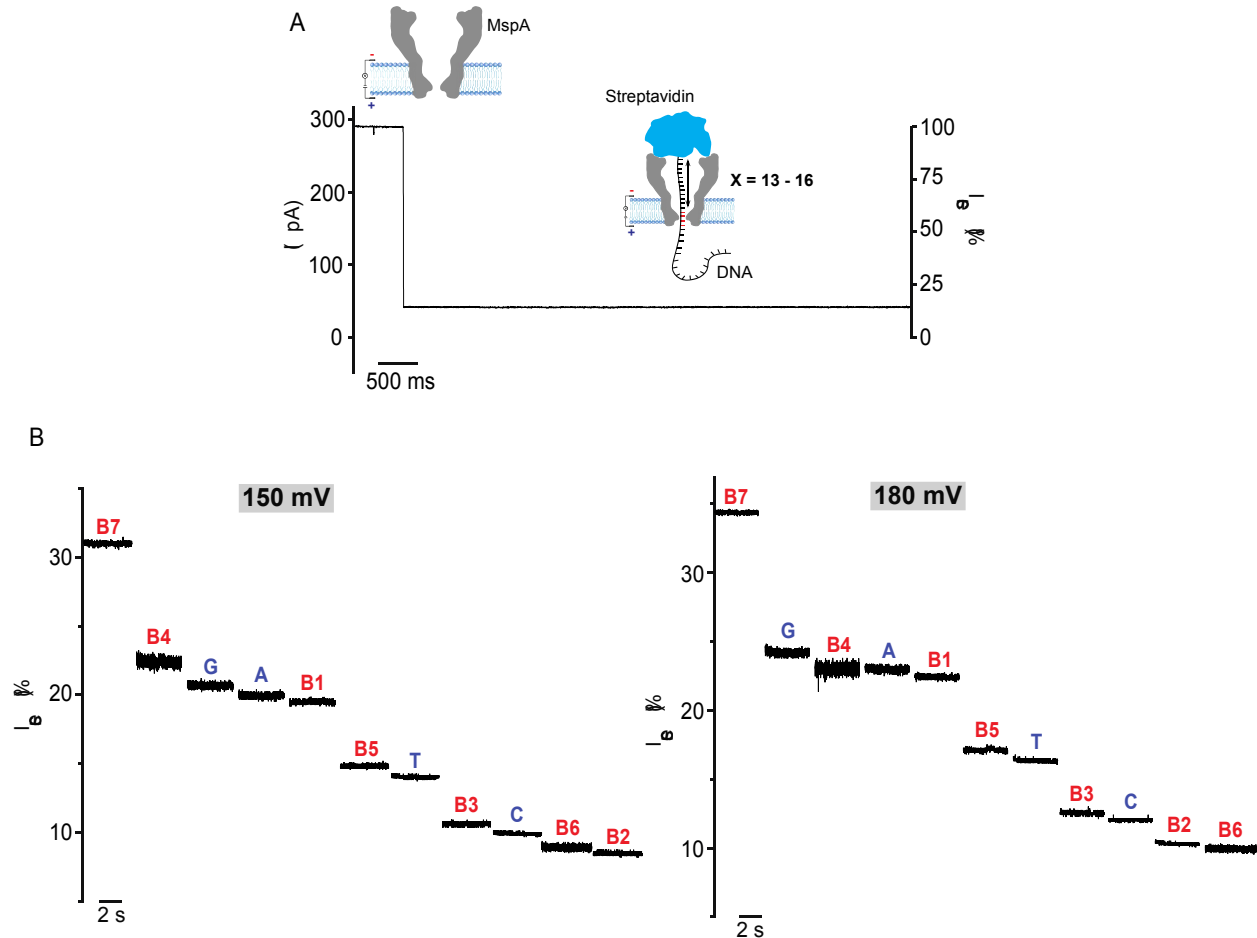 A
MspA
-
+
Streptavidin
300
200
100
0
( pA)
X = 13 - 16
-
+
DNA
100
75
50
25
0
500 ms
B
150 mV
B7
B4
G
A
B1
B5
T
B3
C
B6
B2
30
20
10
2 s
180 mV
B7
G
B4
A
B1
B5
T
B3
C
B2
B6
30
20
10
2 s